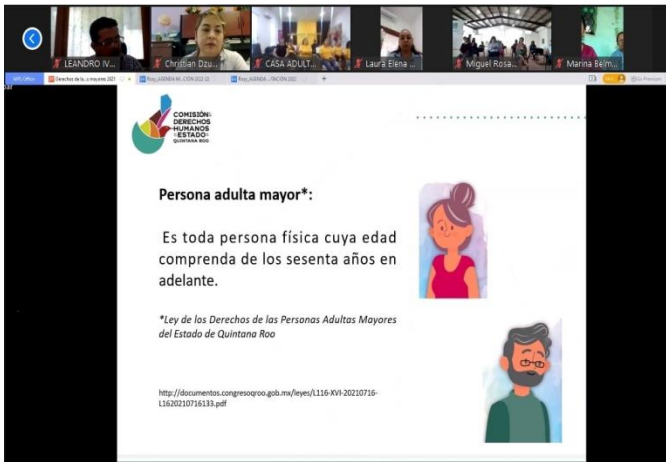 LEANDRO IV...
Christian Dzu...
CASA ADULT...
Laura Elena ...
Miguel Rosa...
Marina Belm...
WPS Office
COMISIÓN
DERECHOS
HUMANOS
ESTADO
QUINTANA ROO
Persona adulta mayor*:
Es toda persona física cuya edad
comprenda de los sesenta años en
adelante.
*Ley de los Derechos de las Personas Adultas Mayores
del Estado de Quintana Roo
http://documentos.congresoqroo.gob.mx/leyes/L116-XVI-20210716-
L1620210716133.pdf